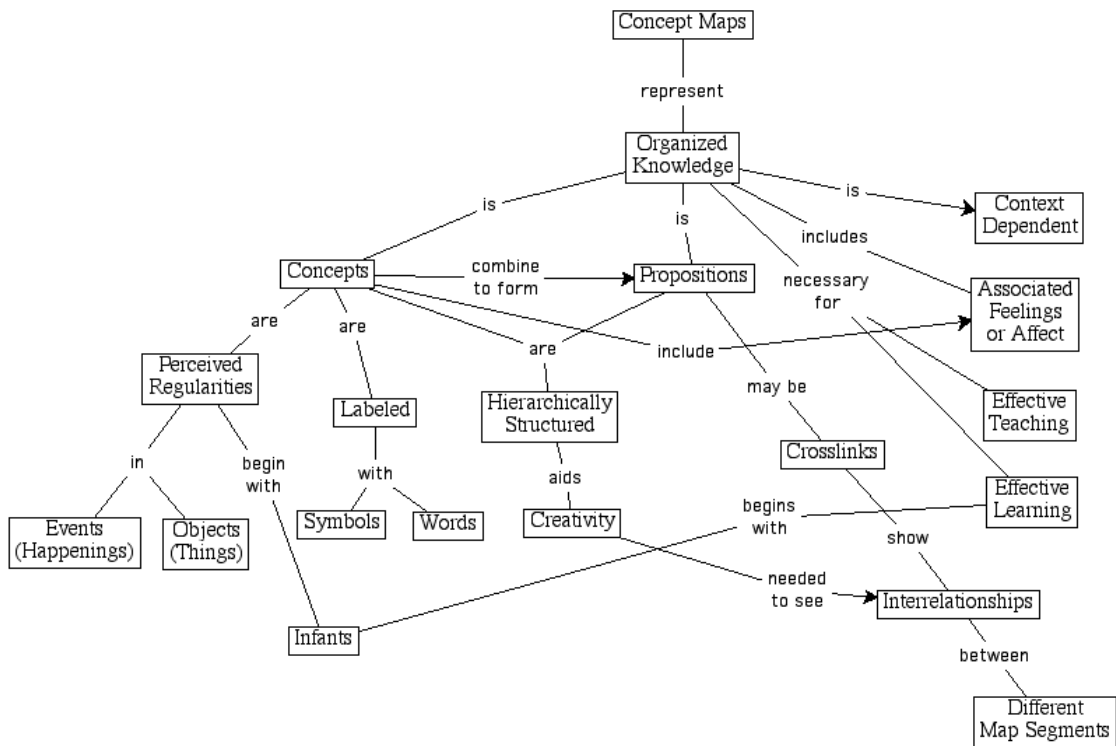 Concept Maps
represent
Organized
Knowledge
is
is
is
Context
Dependent
includes
Concepts
combine
to form
Propositions
necessary
for
Associated
Feelings
or Affect
are
are
are
include
Perceived
Regularities
Labeled
Hierarchically
Structured
may be
Effective
Teaching
in
begin
with
with
aids
Crosslinks
Effective
Learning
Events
(Happenings)
Objects
(Things)
Symbols
Words
Creativity
begins
with
show
needed
to see
Interrelationships
Infants
between
Different
Map Segments